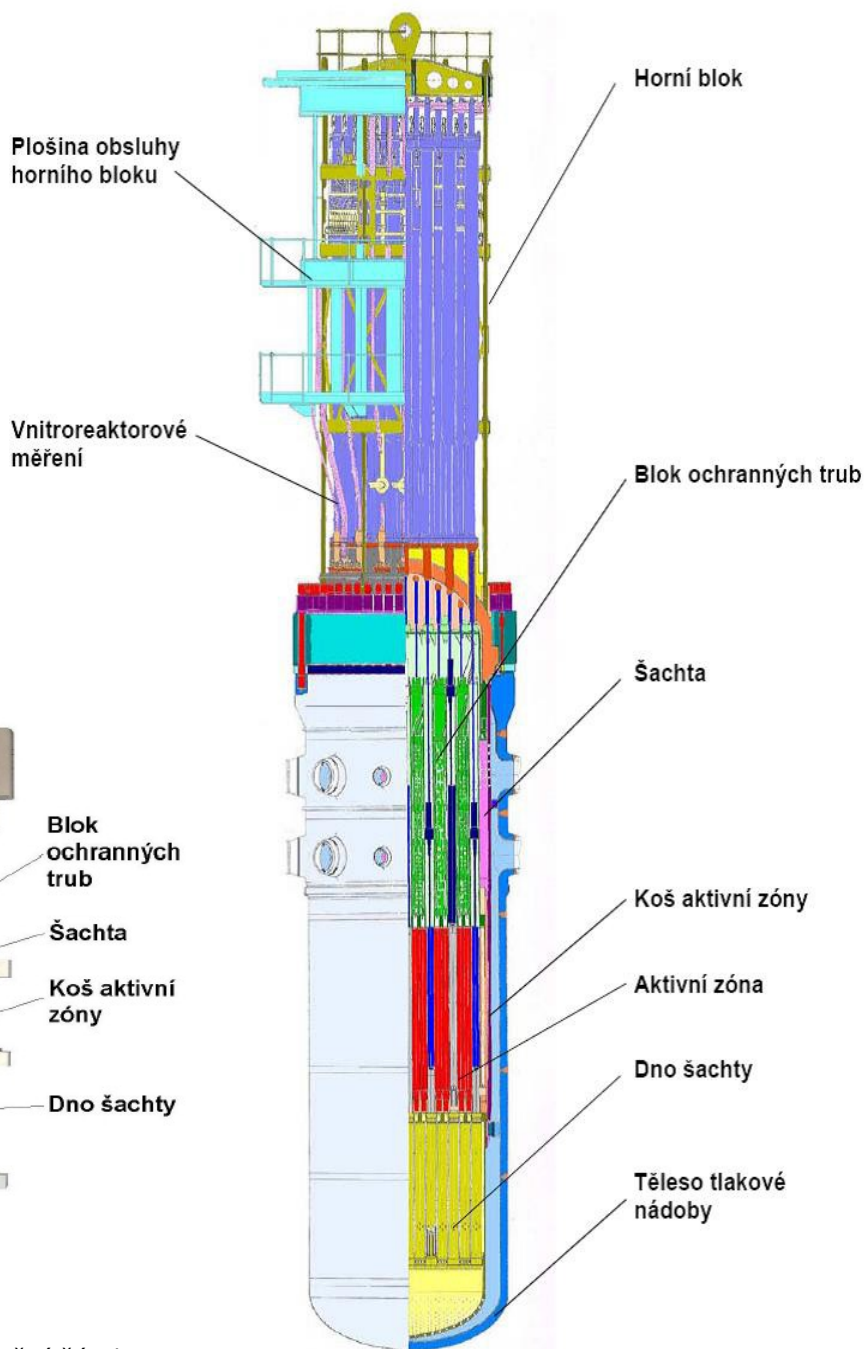 Horní blok
Plošina obsluhy
horního bloku
Vnitroreaktorové
měření
Blok ochranných trub
Šachta
Blok
ochranných
trub
Šachta
Koš aktivní
zóny
Dno šachty
Koš aktivní zóny
Aktivní zóna
Dno šachty
Těleso tlakové
nádoby